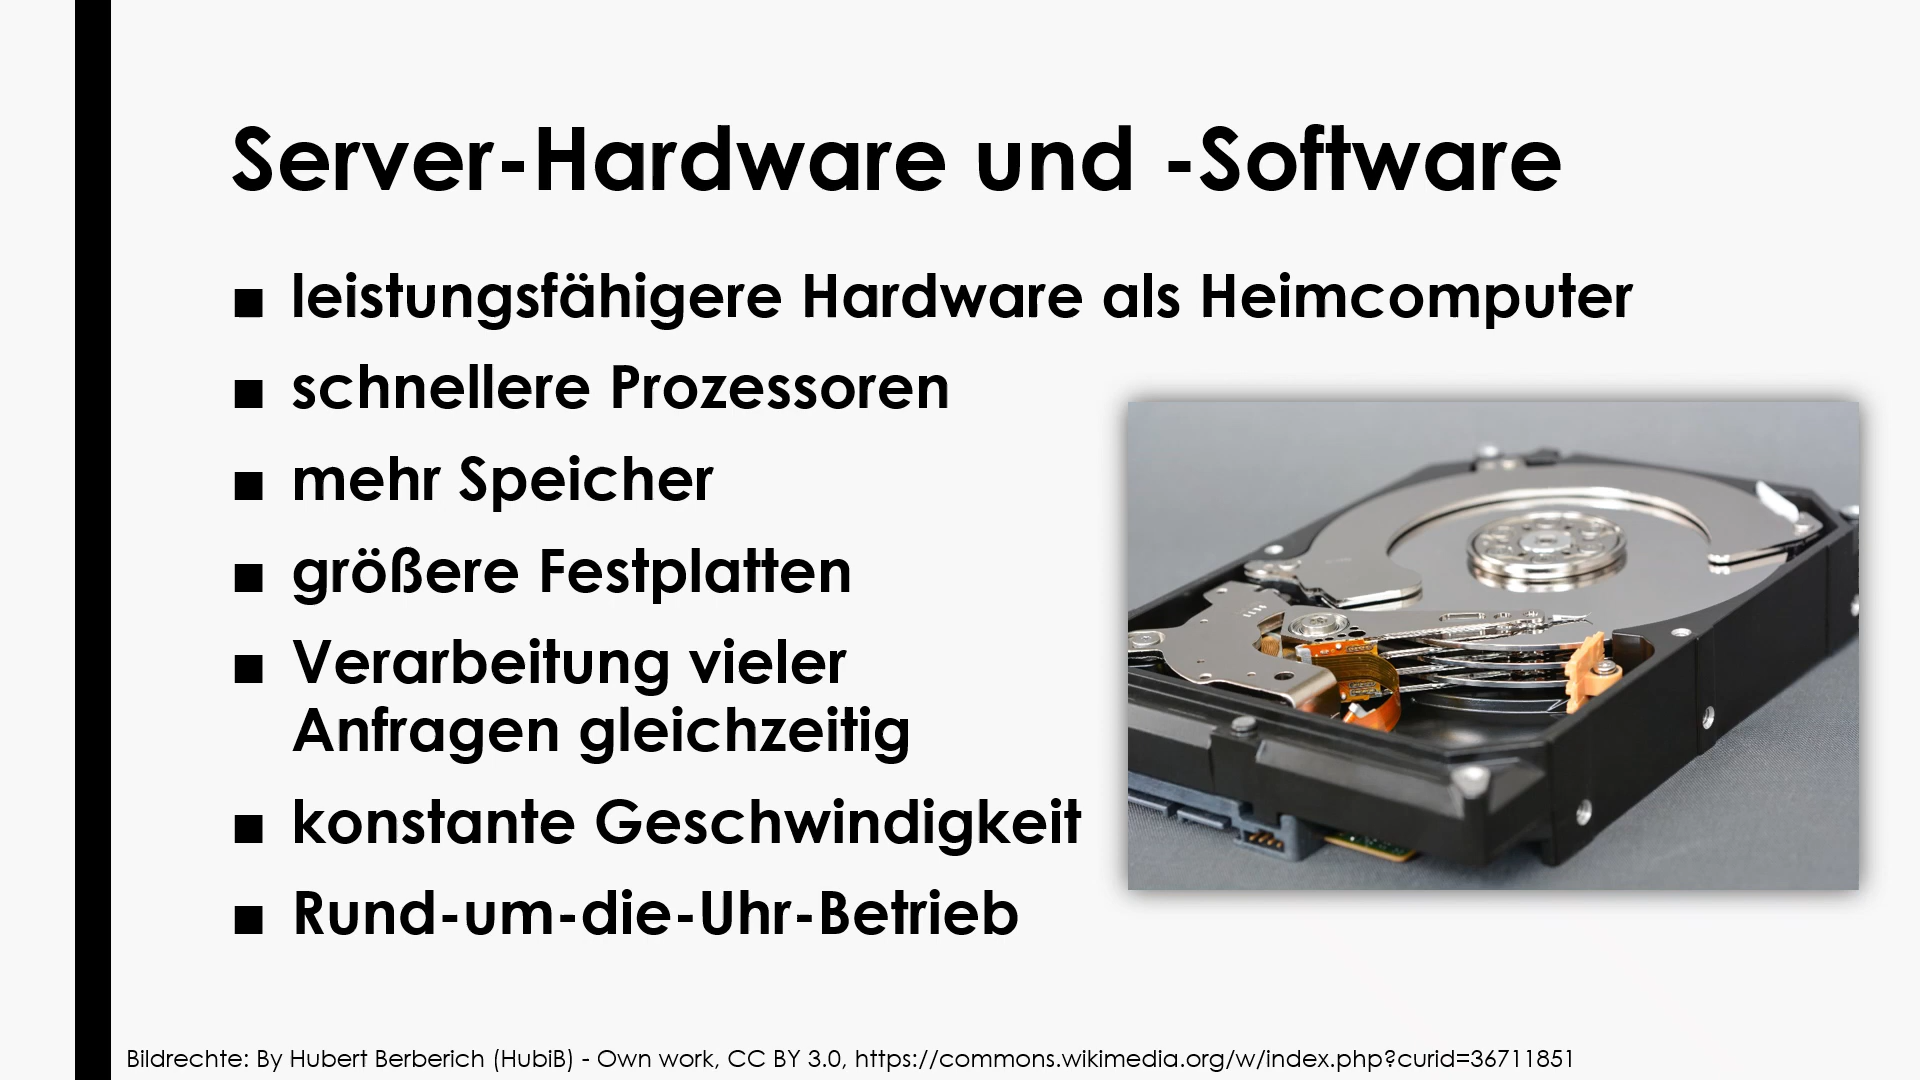 Server-Hardware und -Software
■ leistungsfähigere Hardware als Heimcomputer
■ schnellere Prozessoren
■ mehr Speicher
■ größere Festplatten
■ Verarbeitung vieler
Anfragen gleichzeitig
■ konstante Geschwindigkeit
■ Rund-um-die-Uhr-Betrieb
Bildrechte: By Hubert Berberich (HubiB) - Own work, CC BY 3.0, https://commons.wikimedia.org/w/index.php?curid=36711851